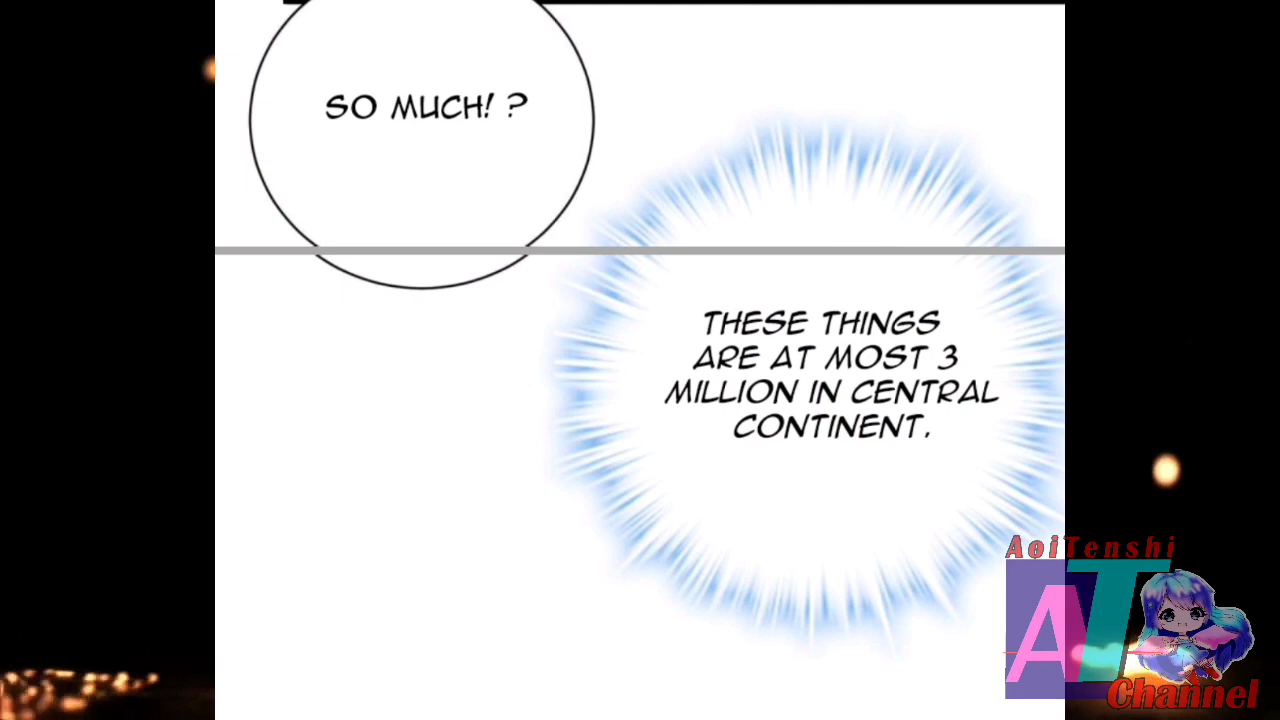 SO MUCH! ?
THESE THINGS
ARE AT MOST 3
MILLION IN CENTRAL
CONTINENT.
AoiTenshi
AT
Channel